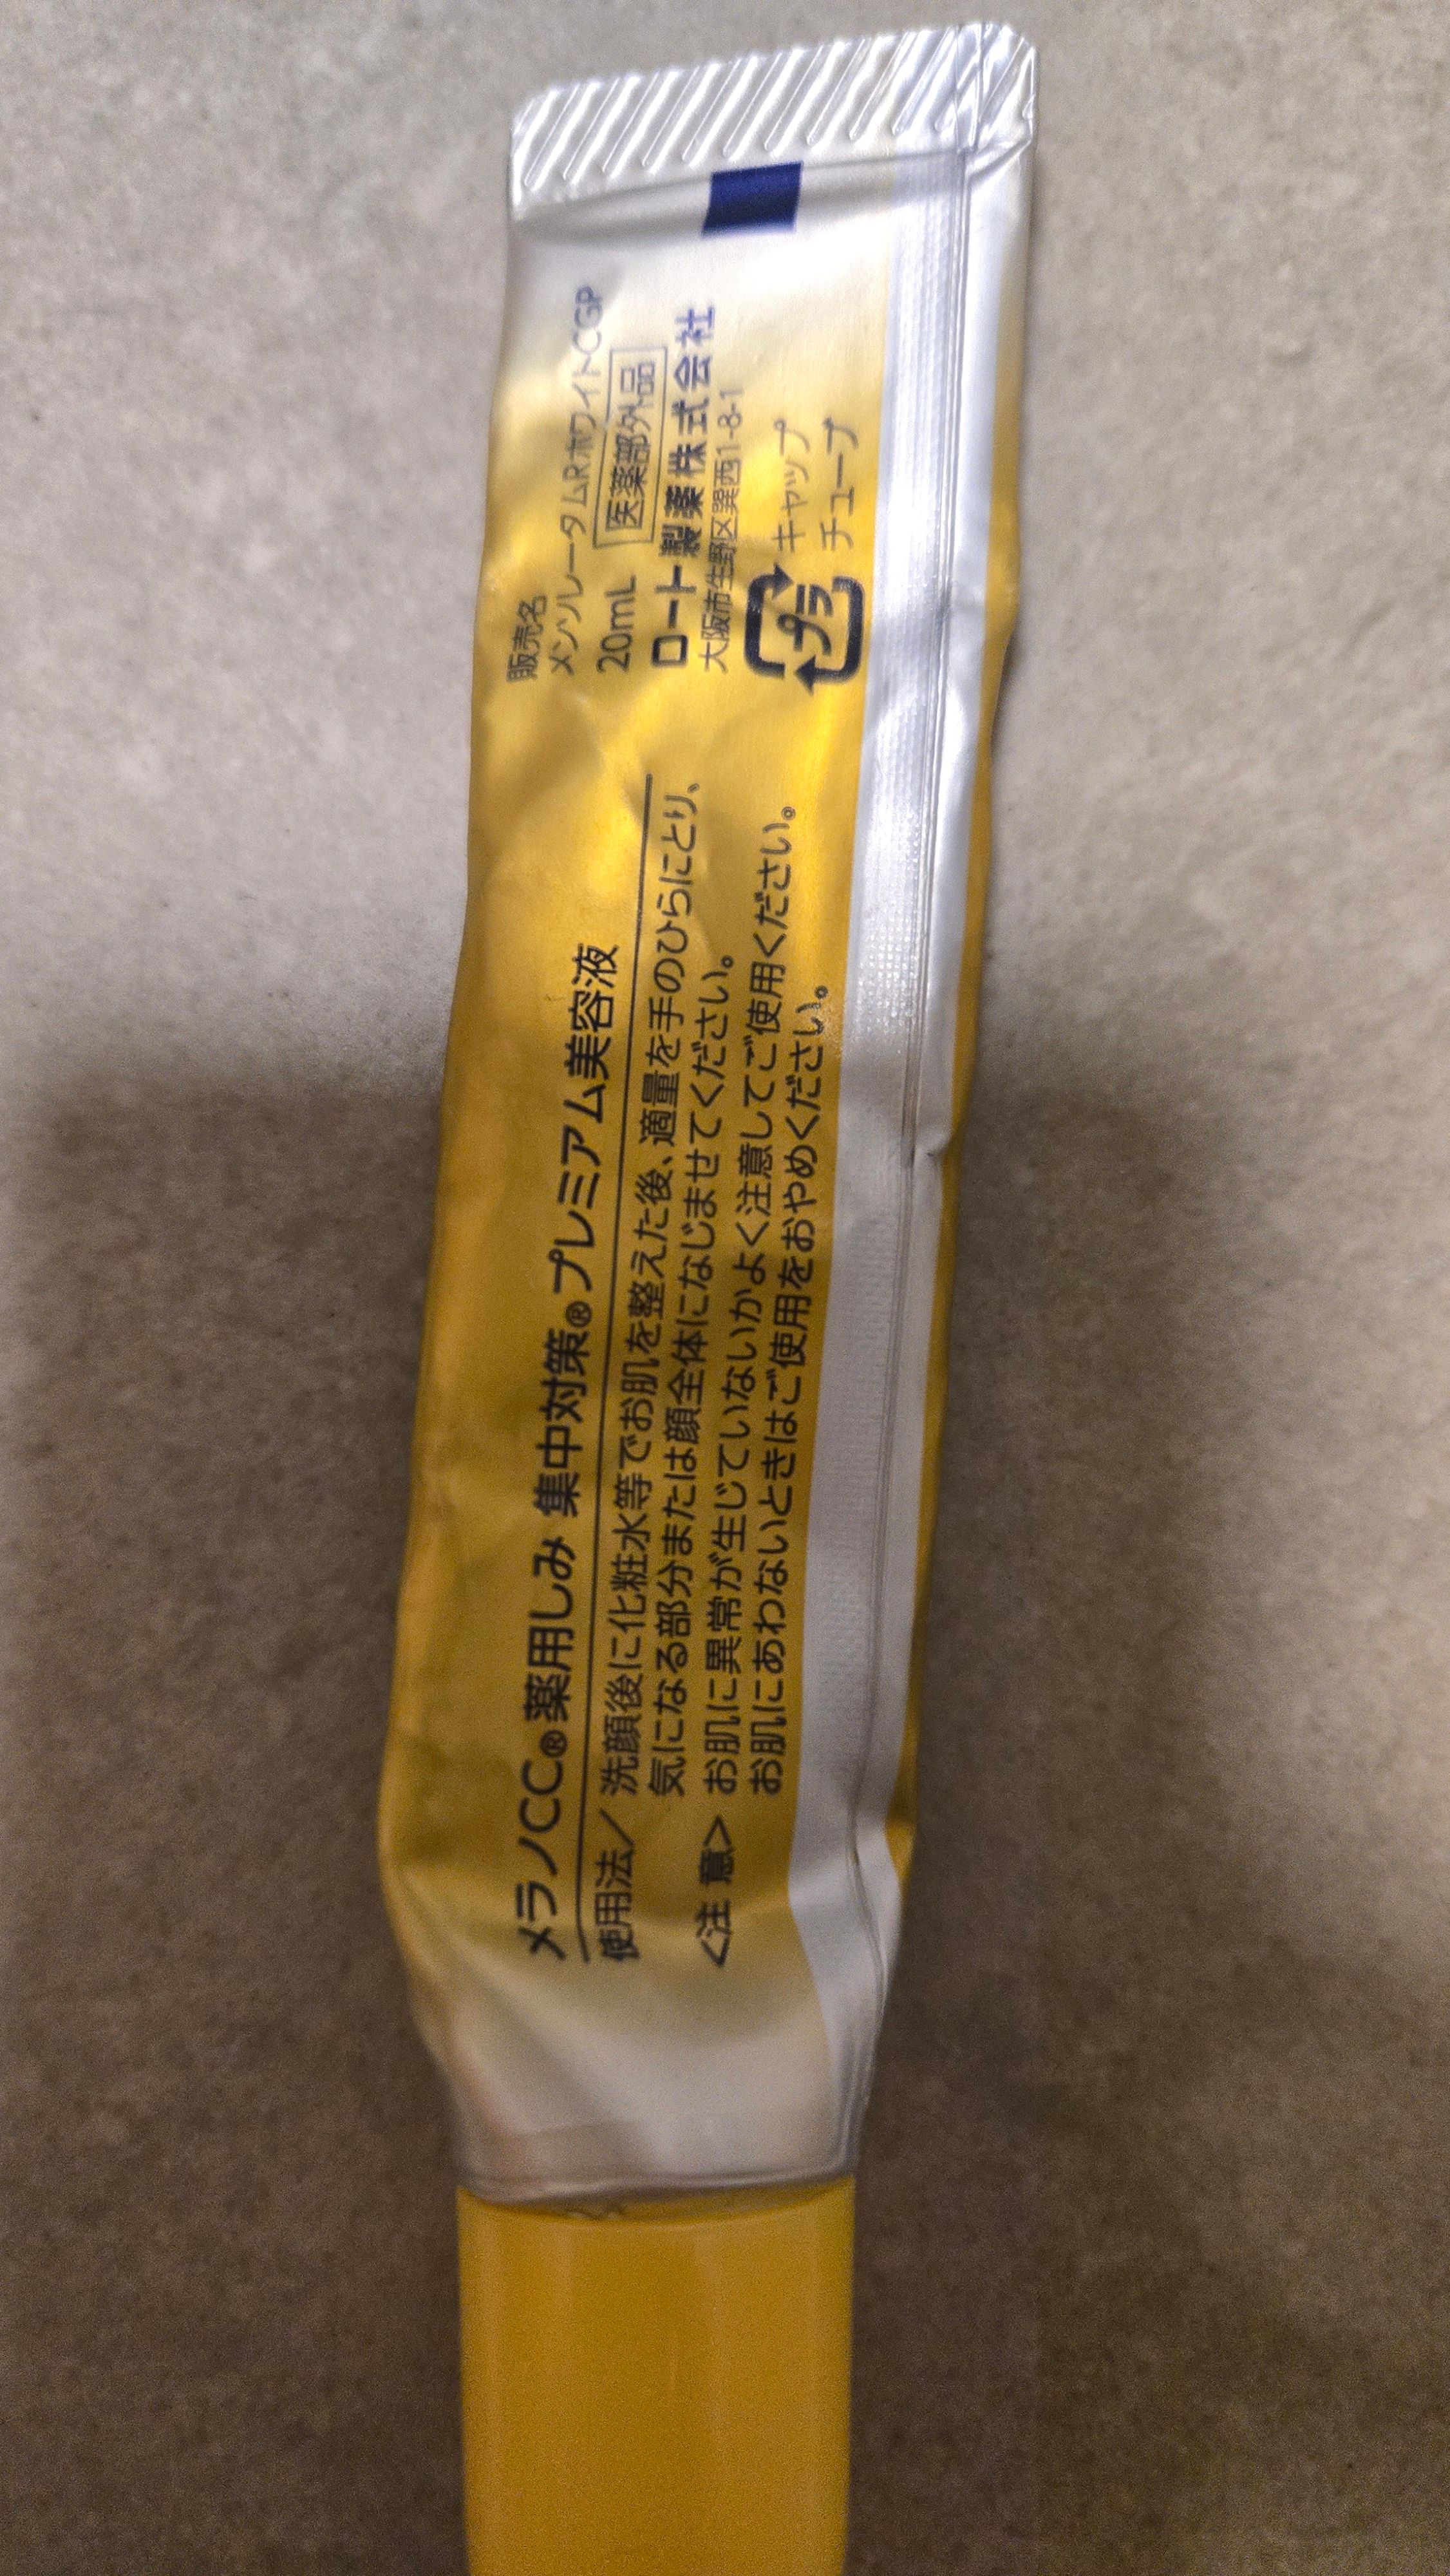 メラノCC®薬用しみ 集中対策®プレミアム美容液
使用法／洗顔後に化粧水等でお肌を整えた後、適量を手のひらにとり、
気になる部分または顔全体になじませてください。
<注 意> お肌に異常が生じていないかよく注意してご使用ください。
お肌にあわないときはご使用をおやめください。
販売名
メンソレータムRホワイトCGP
20mL 医薬部外品
ロート製薬株式会社
大阪市生野区巽西1-8-1
プラ キャップ
チューブ